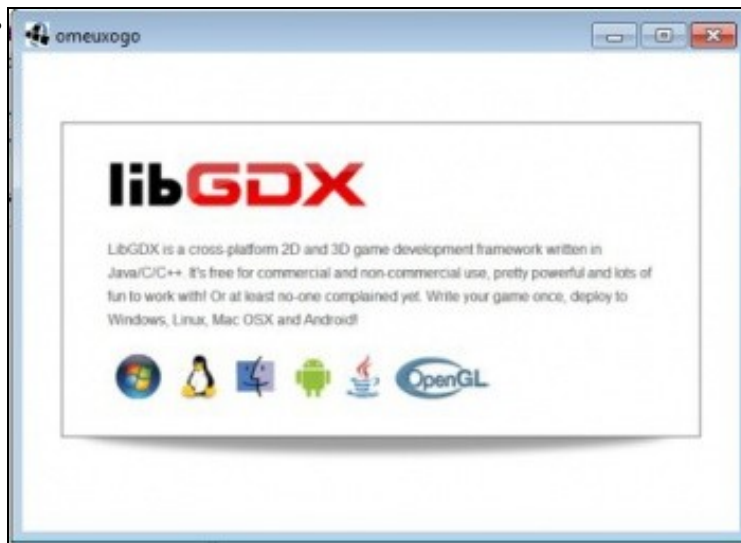 omeuxogo
libGDX
LibGDX is a cross-platform 2D and 3D game development framework written in
Java/C/C++. It's free for commercial and non-commercial use, pretty powerful and lots of
fun to work with! Or at least no-one complained yet. Write your game once, deploy to
Windows, Linux, Mac OSX and Android!
OpenGL